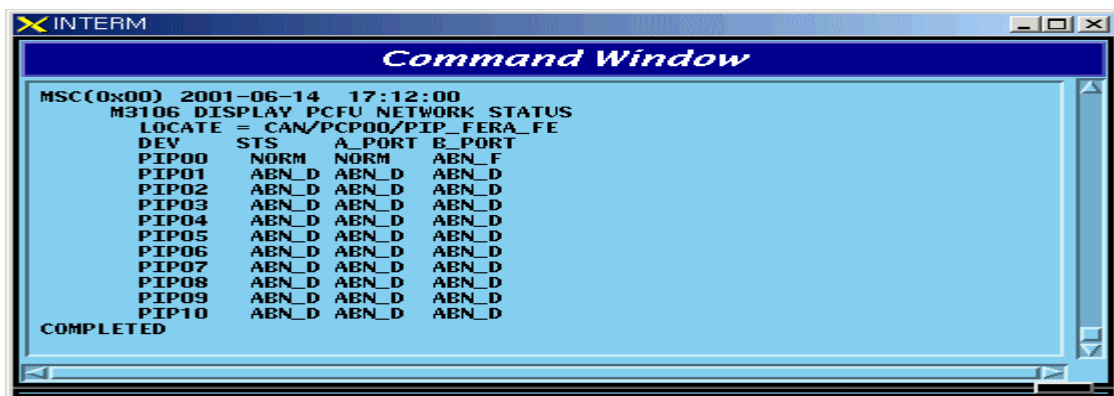 INTERM
Command Window
MSC(0x00) 2001-06-14 17:12:00
M3106 DISPLAY PCFU NETWORK STATUS
LOCATE = CAN/PCP00/PIP_FERA_FE
DEV STS A_PORT B_PORT
PIP00 NORM NORM ABN_F
PIP01 ABN_D ABN_D ABN_D
PIP02 ABN_D ABN_D ABN_D
PIP03 ABN_D ABN_D ABN_D
PIP04 ABN_D ABN_D ABN_D
PIP05 ABN_D ABN_D ABN_D
PIP06 ABN_D ABN_D ABN_D
PIP07 ABN_D ABN_D ABN_D
PIP08 ABN_D ABN_D ABN_D
PIP09 ABN_D ABN_D ABN_D
PIP10 ABN_D ABN_D ABN_D
COMPLETED